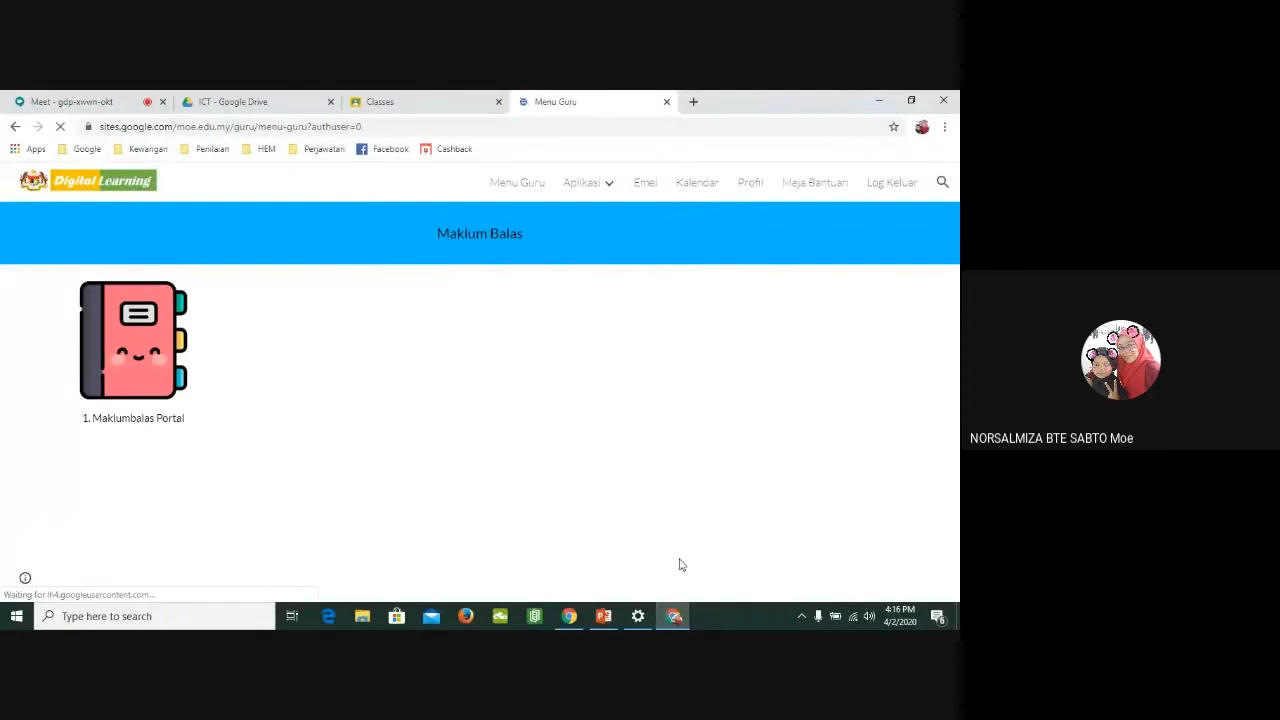 Meet - gdp-xwwn-okt
ICT - Google Drive
Classes
Menu Guru
sites.google.com/moe.edu.my/guru/menu-guru?authuser=0
Apps Google Kewangan Penilaian HEM Perjawatan Facebook Cashback
Digital Learning
Menu Guru Aplikasi Emel Kalendar Profil Meja Bantuan Log Keluar
Maklum Balas
1. Maklumbalas Portal
NORSALMIZA BTE SABTO Moe
Waiting for lh4.googleusercontent.com...
Type here to search
4:16 PM
4/2/2020
6